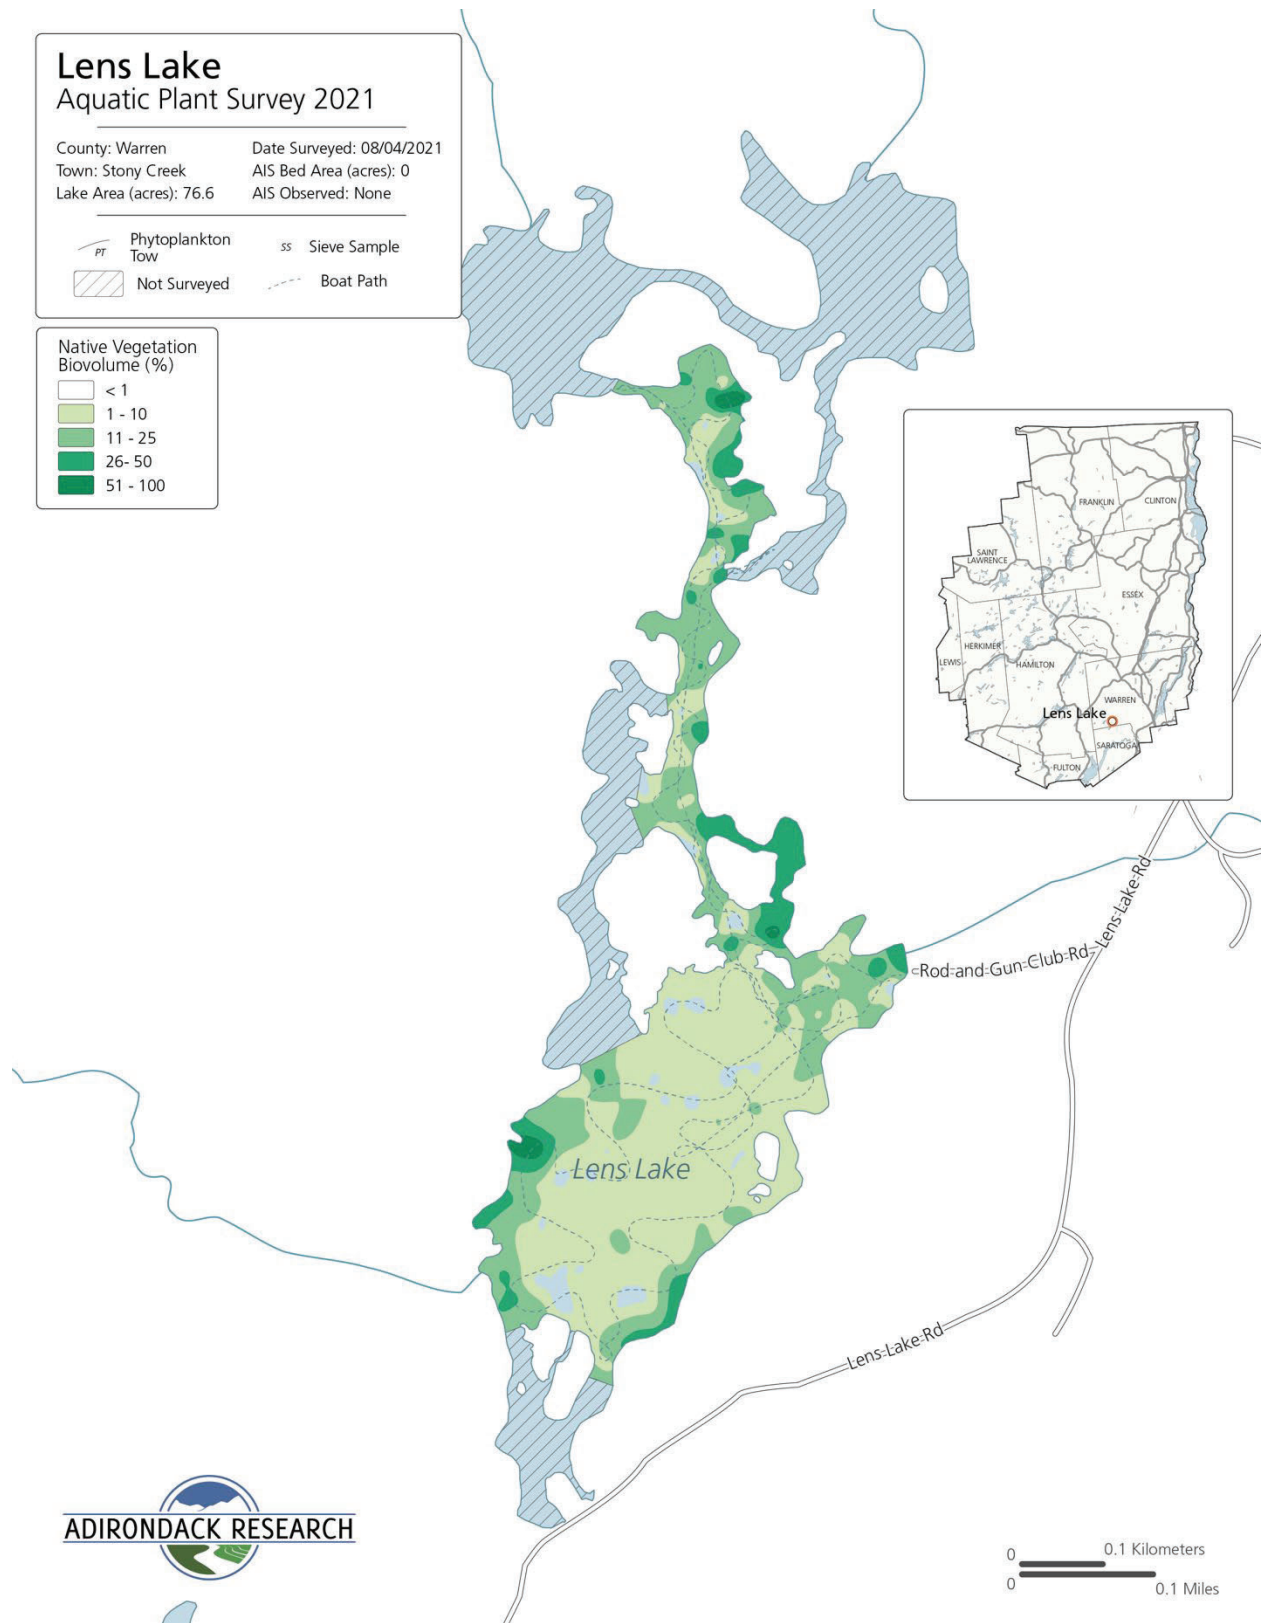 Lens Lake
Aquatic Plant Survey 2021
County: Warren
Town: Stony Creek
Lake Area (acres): 76.6
Date Surveyed: 08/04/2021
AIS Bed Area (acres): 0
AIS Observed: None
PT
Phytoplankton
Tow
SS
Sieve Sample
Not Surveyed
Boat Path
Native Vegetation
Biovolume (%)
< 1
1 - 10
11 - 25
26- 50
51 - 100
FRANKLIN
CLINTON
SAINT
LAWRENCE
ESSEX
HERKIMER
LEWIS
HAMILTON
WARREN
Lens Lake
SARATOGA
FULTON
Lens Lake Rd
Rod and Gun Club Rd
Lens Lake
Lens Lake Rd
ADIRONDACK RESEARCH
0
0.1 Kilometers
0
0.1 Miles